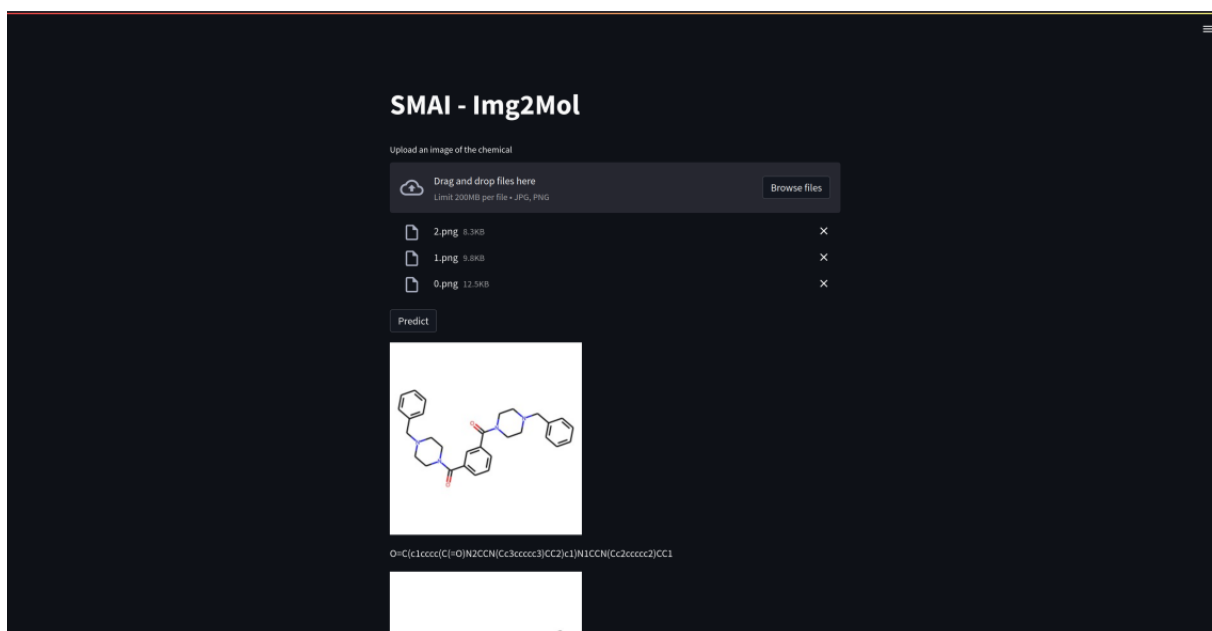 SMAI - Img2Mol
Upload an image of the chemical
Drag and drop files here
Limit 200MB per file • JPG, PNG
Browse files
2.png 8.3KB
1.png 9.8KB
0.png 12.5KB
Predict
O=C(c1cccc(C(=O)N2CCN(Cc3ccccc3)CC2)c1)N1CCN(Cc2ccccc2)CC1